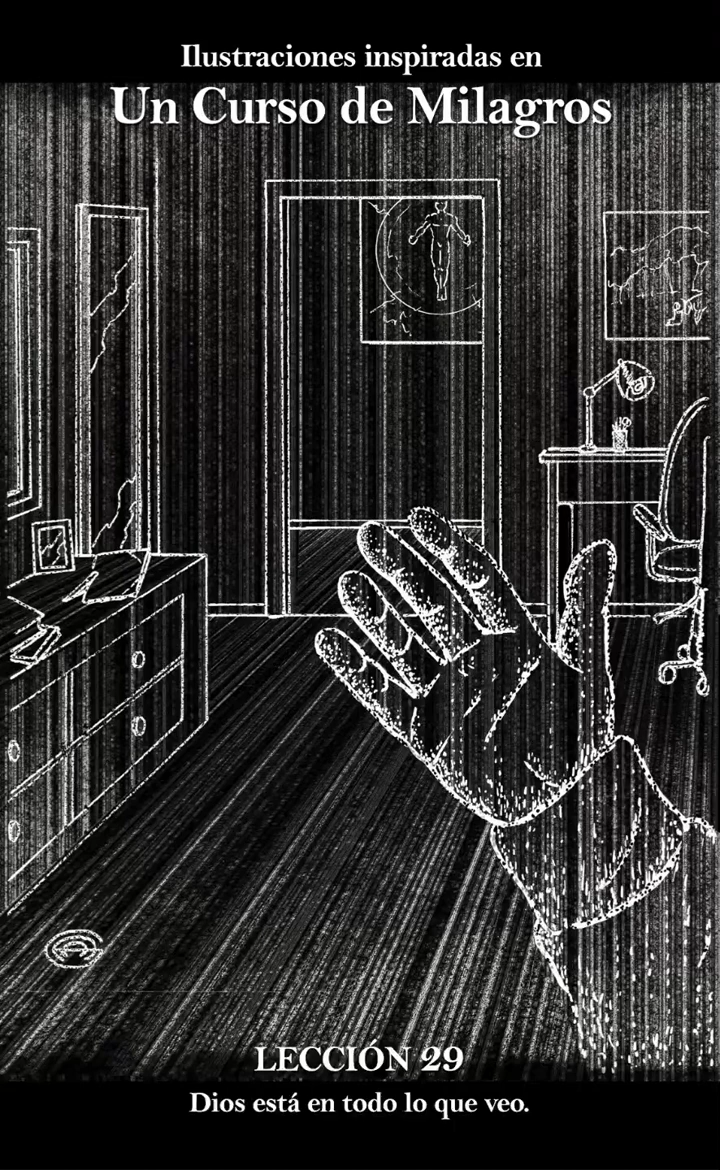 Ilustraciones inspiradas en
Un Curso de Milagros
LECCIÓN 29
Dios está en todo lo que veo.